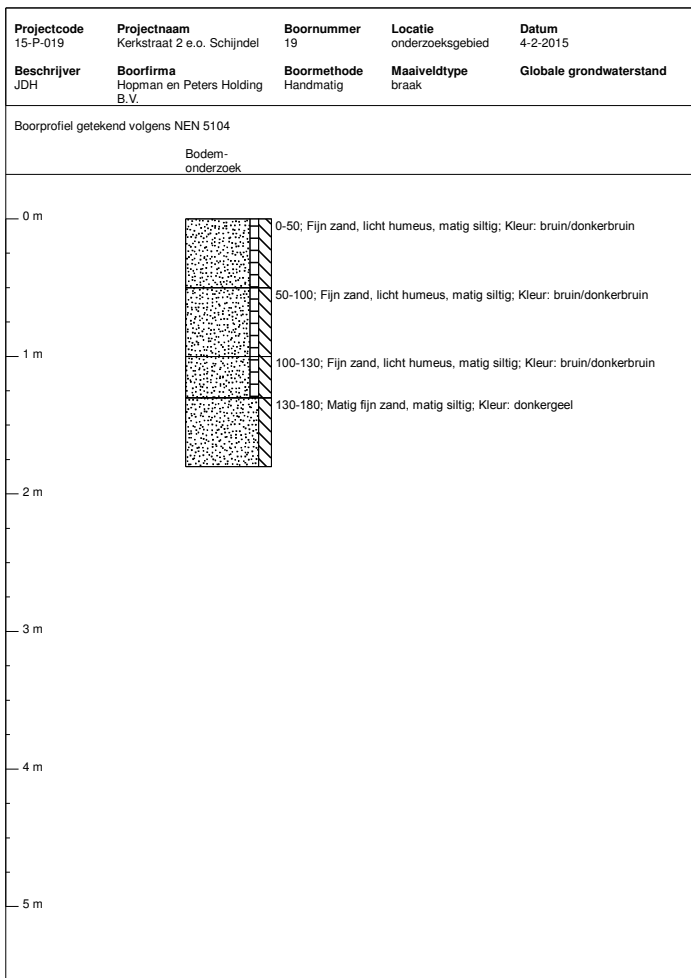 Projectcode Projectnaam Boornummer Locatie Datum
15-P-019 Kerkstraat 2 e.o. Schijndel 19 onderzoeksgebied 4-2-2015
Beschrijver Boorfirma Boormethode Maaiveldtype Globale grondwaterstand
JDH Hopman en Peters Holding Handmatig braak
B.V.
Boorprofiel getekend volgens NEN 5104
Bodem-
onderzoek
0 m
0-50; Fijn zand, licht humeus, matig siltig; Kleur: bruin/donkerbruin
50-100; Fijn zand, licht humeus, matig siltig; Kleur: bruin/donkerbruin
1 m
100-130; Fijn zand, licht humeus, matig siltig; Kleur: bruin/donkerbruin
130-180; Matig fijn zand, matig siltig; Kleur: donkergeel
2 m
3 m
4 m
5 m